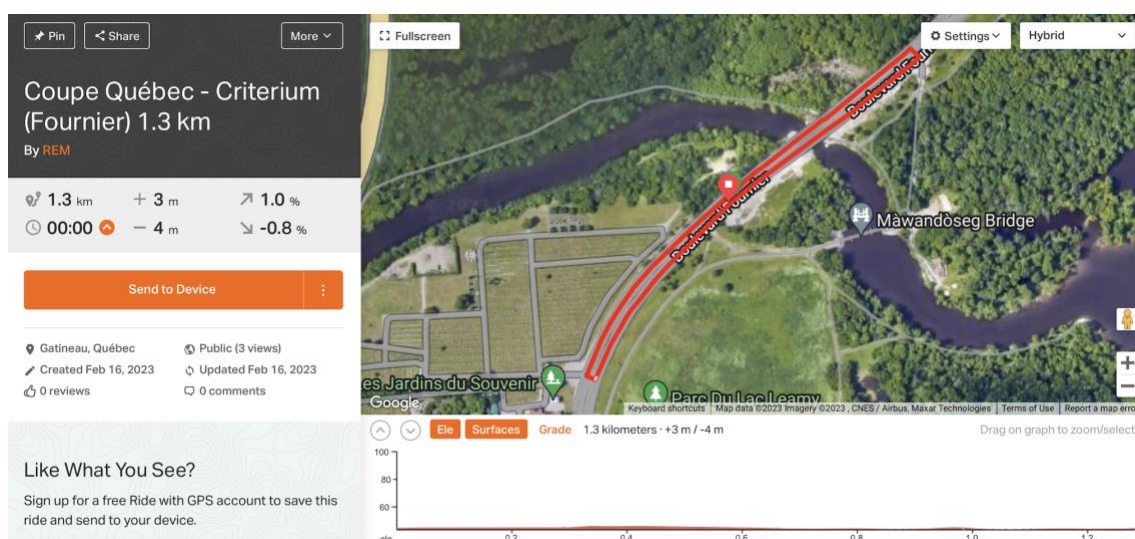 Pin
Share
More
Coupe Québec - Criterium
(Fournier) 1.3 km
By REM
1.3 km + 3 m 1.0 %
00:00 − 4 m -0.8 %
Send to Device
Gatineau, Québec
Public (3 views)
Created Feb 16, 2023
Updated Feb 16, 2023
0 reviews
0 comments
Like What You See?
Sign up for a free Ride with GPS account to save this
ride and send to your device.
Fullscreen
Settings
Hybrid
Boulevard Fournier
Màwandòseg Bridge
Boulevard Fournier
es Jardins du Souvenir
Parc Du Lac Leamy
Google
Keyboard shortcuts
Map data ©2023 Imagery ©2023 , CNES / Airbus, Maxar Technologies
Terms of Use
Report a map erro
Ele
Surfaces
Grade
1.3 kilometers · +3 m / -4 m
Drag on graph to zoom/select
100
80
60
0.2 0.4 0.6 0.8 1.0 1.2